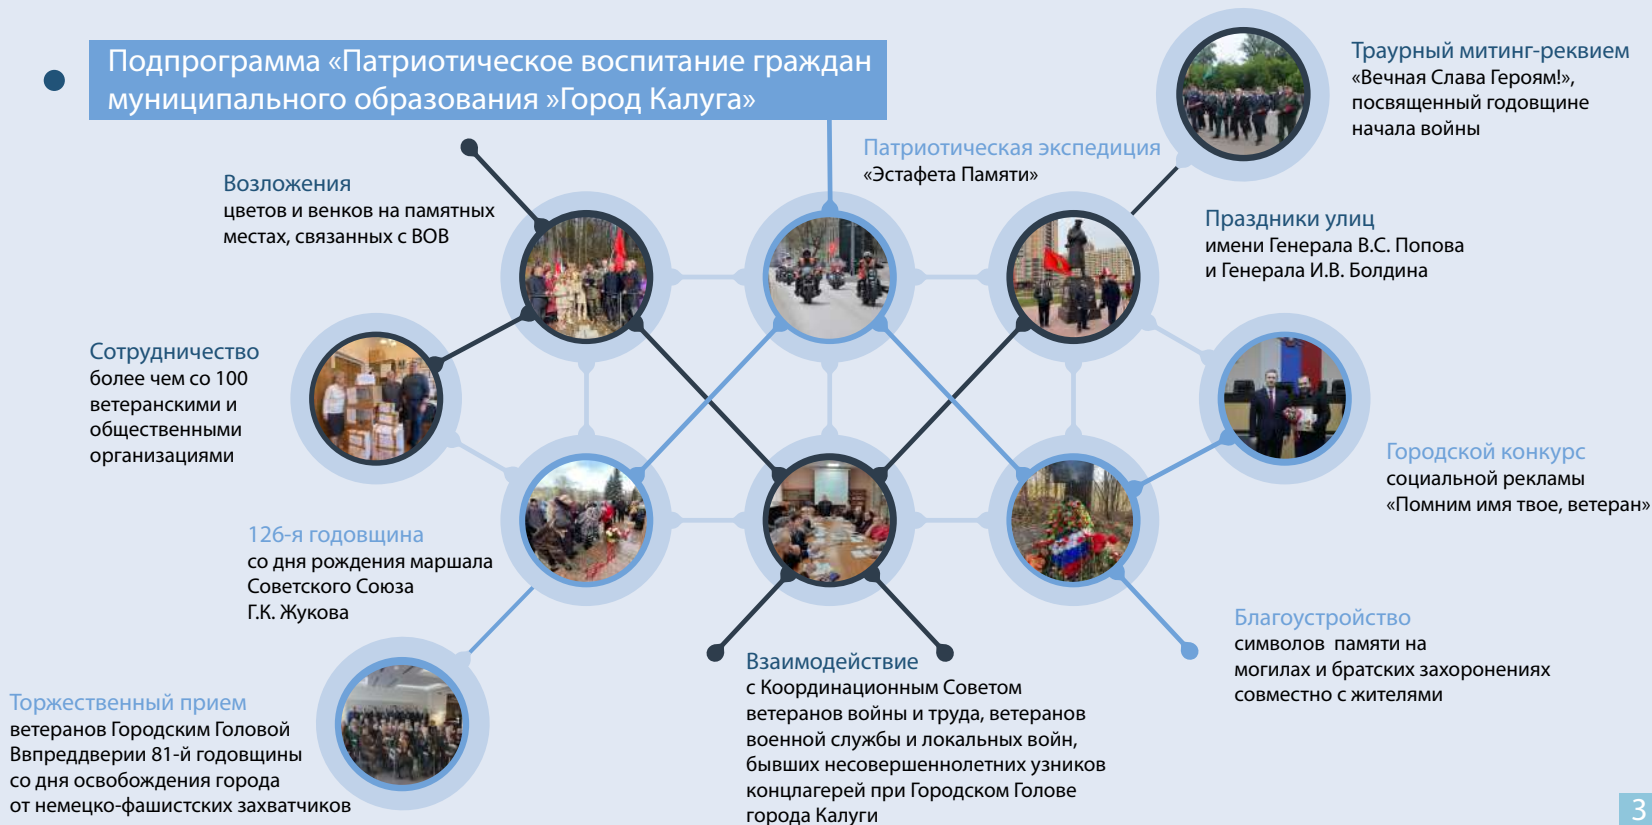 Подпрограмма «Патриотическое воспитание граждан
муниципального образования »Город Калуга»
Траурный митинг-реквием
«Вечная Слава Героям!»,
посвященный годовщине
начала войны
Патриотическая экспедиция
«Эстафета Памяти»
Возложения
цветов и венков на памятных
местах, связанных с ВОВ
Праздники улиц
имени Генерала В.С. Попова
и Генерала И.В. Болдина
Сотрудничество
более чем со 100
ветеранскими и
общественными
организациями
Городской конкурс
социальной рекламы
«Помним имя твое, ветеран»
126-я годовщина
со дня рождения маршала
Советского Союза
Г.К. Жукова
Благоустройство
символов памяти на
могилах и братских захоронениях
совместно с жителями
Взаимодействие
с Координационным Советом
ветеранов войны и труда, ветеранов
военной службы и локальных войн,
бывших несовершеннолетних узников
концлагерей при Городском Голове
города Калуги
Торжественный прием
ветеранов Городским Головой
Ввпреддверии 81-й годовщины
со дня освобождения города
от немецко-фашистских захватчиков
3